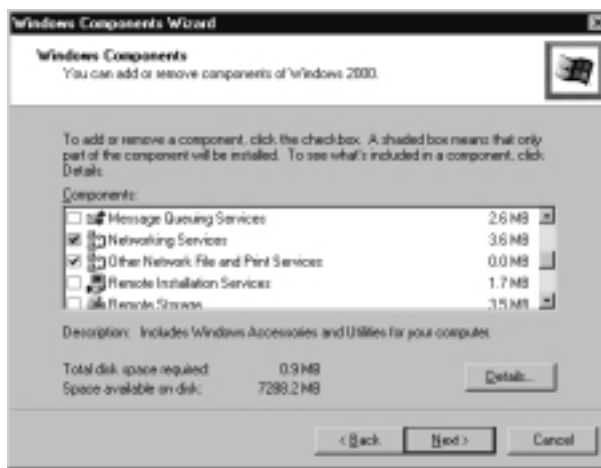 Windows Components Wizard
Windows Components
You can add or remove components of Windows 2000.
To add or remove a component, click the checkbox. A shaded box means that only
part of the component will be installed. To see what's included in a component, click
Details.
Components:
Message Queuing Services 2.6 MB
Networking Services 3.6 MB
Other Network File and Print Services 0.0 MB
Remote Installation Services 1.7 MB
Remote Storage 3.5 MB
Description: Includes Windows Accessories and Utilities for your computer.
Total disk space required: 0.9 MB
Space available on disk: 7288.2 MB
Details...
< Back Next > Cancel